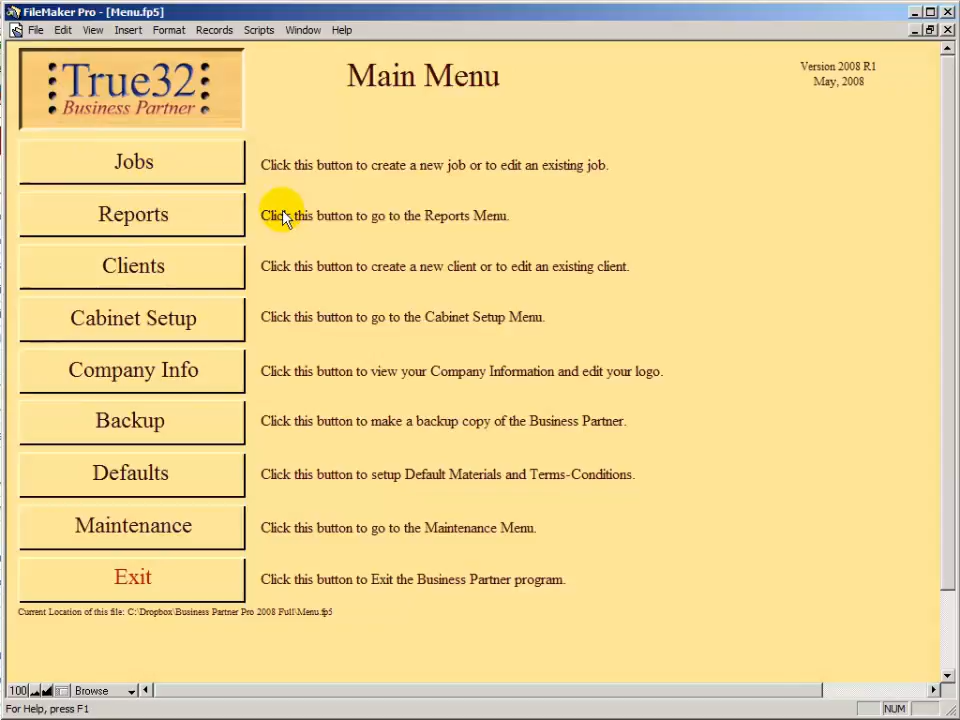 FileMaker Pro - [Menu.fp5]
File Edit View Insert Format Records Scripts Window Help
True32
Business Partner
Main Menu
Version 2008 R1
May, 2008
Jobs
Click this button to create a new job or to edit an existing job.
Reports
Click this button to go to the Reports Menu.
Clients
Click this button to create a new client or to edit an existing client.
Cabinet Setup
Click this button to go to the Cabinet Setup Menu.
Company Info
Click this button to view your Company Information and edit your logo.
Backup
Click this button to make a backup copy of the Business Partner.
Defaults
Click this button to setup Default Materials and Terms-Conditions.
Maintenance
Click this button to go to the Maintenance Menu.
Exit
Click this button to Exit the Business Partner program.
Current Location of this file: C:\Dropbox\Business Partner Pro 2008 Full\Menu.fp5
100 Browse
For Help, press F1
NUM